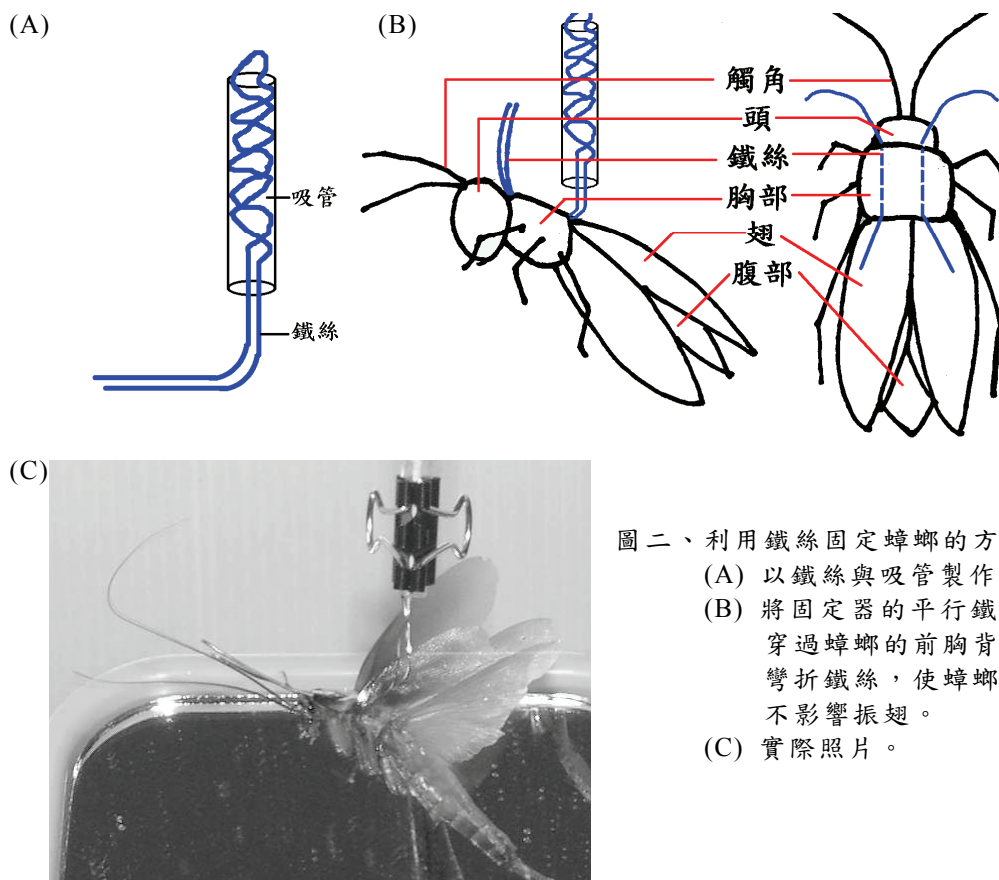 (A)
吸管
鐵絲
(B)
觸角
頭
鐵絲
胸部
翅
腹部
(C)
圖二、利用鐵絲固定蟑螂的方
(A) 以鐵絲與吸管製作
(B) 將固定器的平行鐵
穿過蟑螂的前胸背
彎折鐵絲，使蟑螂
不影響振翅。
(C) 實際照片。